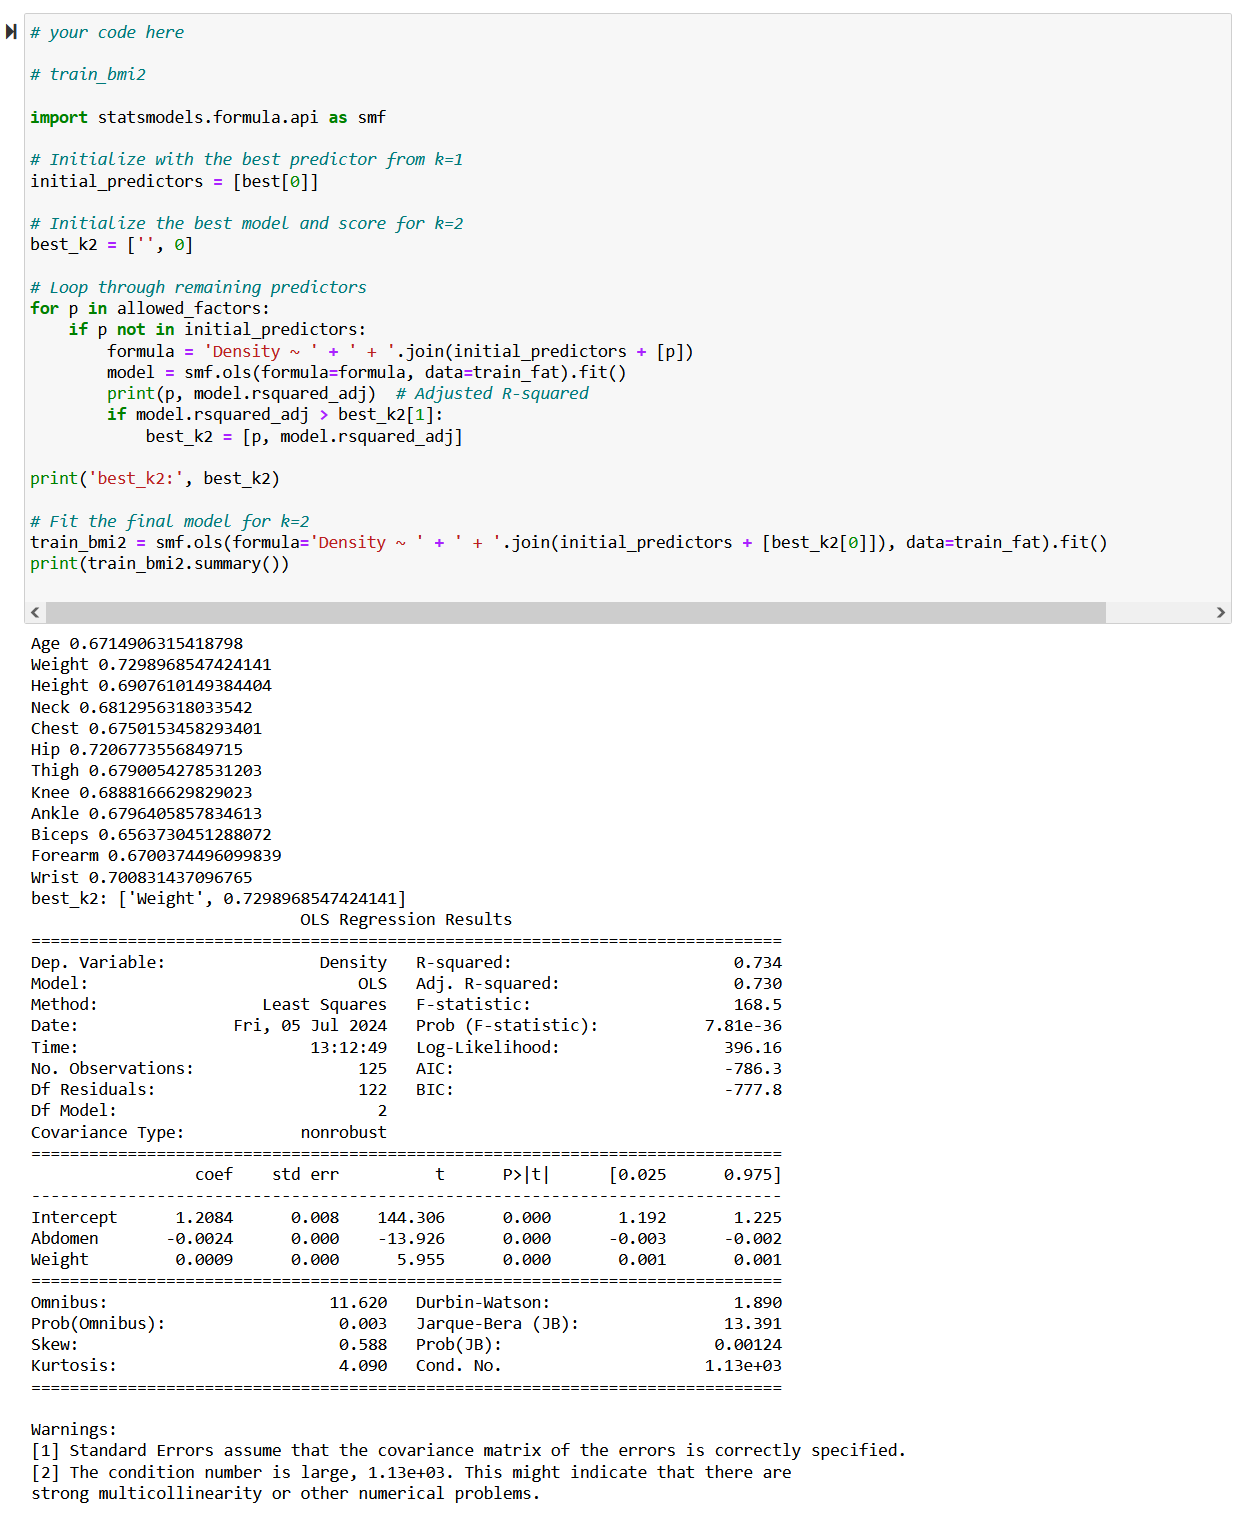 # your code here
# train_bmi2
import statsmodels.formula.api as smf
# Initialize with the best predictor from k=1
initial_predictors = [best[0]]
# Initialize the best model and score for k=2
best_k2 = ['', 0]
# Loop through remaining predictors
for p in allowed_factors:
    if p not in initial_predictors:
        formula = 'Density ~ ' + ' + '.join(initial_predictors + [p])
        model = smf.ols(formula=formula, data=train_fat).fit()
        print(p, model.rsquared_adj)  # Adjusted R-squared
        if model.rsquared_adj > best_k2[1]:
            best_k2 = [p, model.rsquared_adj]
print('best_k2:', best_k2)
# Fit the final model for k=2
train_bmi2 = smf.ols(formula='Density ~ ' + ' + '.join(initial_predictors + [best_k2[0]]), data=train_fat).fit()
print(train_bmi2.summary())
Age 0.6714906315418798
Weight 0.7298968547424141
Height 0.6907610149384404
Neck 0.6812956318033542
Chest 0.6750153458293401
Hip 0.7206773556849715
Thigh 0.6790054278531203
Knee 0.6888166629829023
Ankle 0.6796405857834613
Biceps 0.6563730451288072
Forearm 0.6700374496099839
Wrist 0.700831437096765
best_k2: ['Weight', 0.7298968547424141]
                            OLS Regression Results
==============================================================================
Dep. Variable:                Density   R-squared:                       0.734
Model:                            OLS   Adj. R-squared:                  0.730
Method:                 Least Squares   F-statistic:                     168.5
Date:                Fri, 05 Jul 2024   Prob (F-statistic):           7.81e-36
Time:                        13:12:49   Log-Likelihood:                 396.16
No. Observations:                 125   AIC:                            -786.3
Df Residuals:                     122   BIC:                            -777.8
Df Model:                           2
Covariance Type:            nonrobust
==============================================================================
                 coef    std err          t      P>|t|      [0.025      0.975]
------------------------------------------------------------------------------
Intercept      1.2084      0.008    144.306      0.000       1.192       1.225
Abdomen       -0.0024      0.000    -13.926      0.000      -0.003      -0.002
Weight         0.0009      0.000      5.955      0.000       0.001       0.001
==============================================================================
Omnibus:                       11.620   Durbin-Watson:                   1.890
Prob(Omnibus):                  0.003   Jarque-Bera (JB):               13.391
Skew:                           0.588   Prob(JB):                      0.00124
Kurtosis:                       4.090   Cond. No.                     1.13e+03
==============================================================================
Warnings:
[1] Standard Errors assume that the covariance matrix of the errors is correctly specified.
[2] The condition number is large, 1.13e+03. This might indicate that there are
strong multicollinearity or other numerical problems.